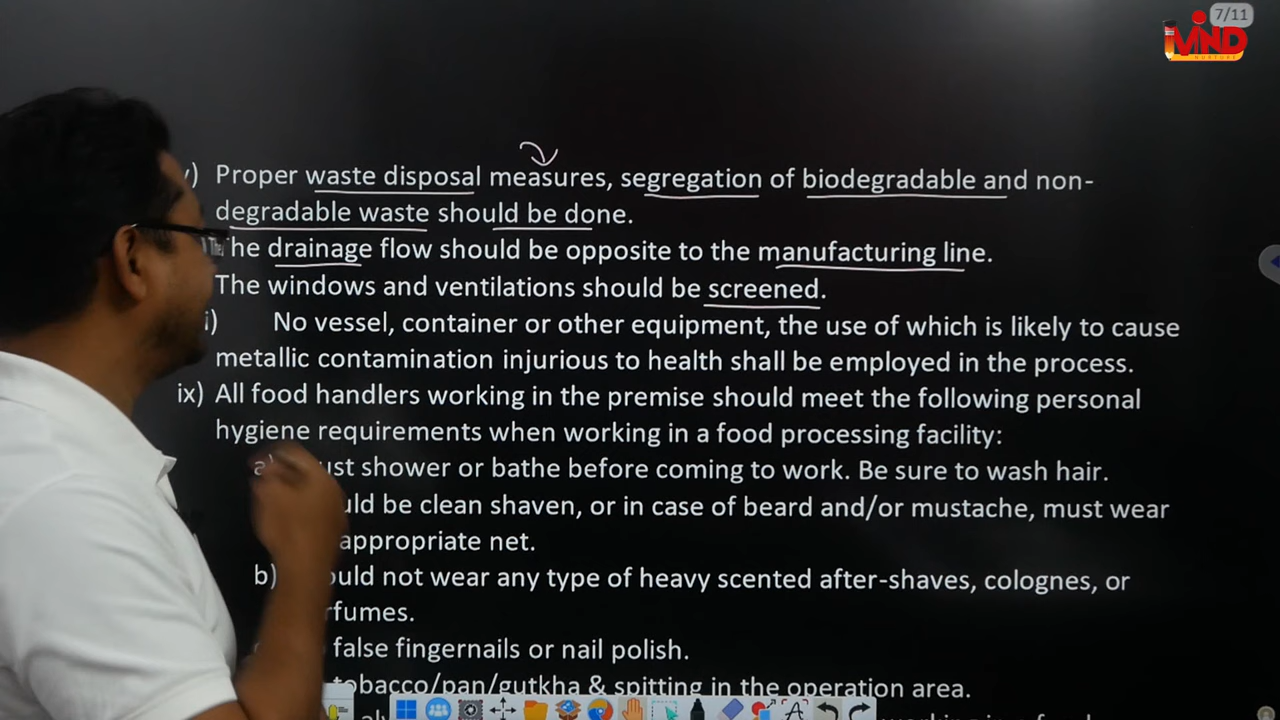 7/11
MIND
NURTURE
v) Proper waste disposal measures, segregation of biodegradable and non-
degradable waste should be done.
The drainage flow should be opposite to the manufacturing line.
The windows and ventilations should be screened.
i) No vessel, container or other equipment, the use of which is likely to cause
metallic contamination injurious to health shall be employed in the process.
ix) All food handlers working in the premise should meet the following personal
hygiene requirements when working in a food processing facility:
a) ust shower or bathe before coming to work. Be sure to wash hair.
uld be clean shaven, or in case of beard and/or mustache, must wear
appropriate net.
b) ould not wear any type of heavy scented after-shaves, colognes, or
rfumes.
false fingernails or nail polish.
tobacco/pan/gutkha & spitting in the operation area.